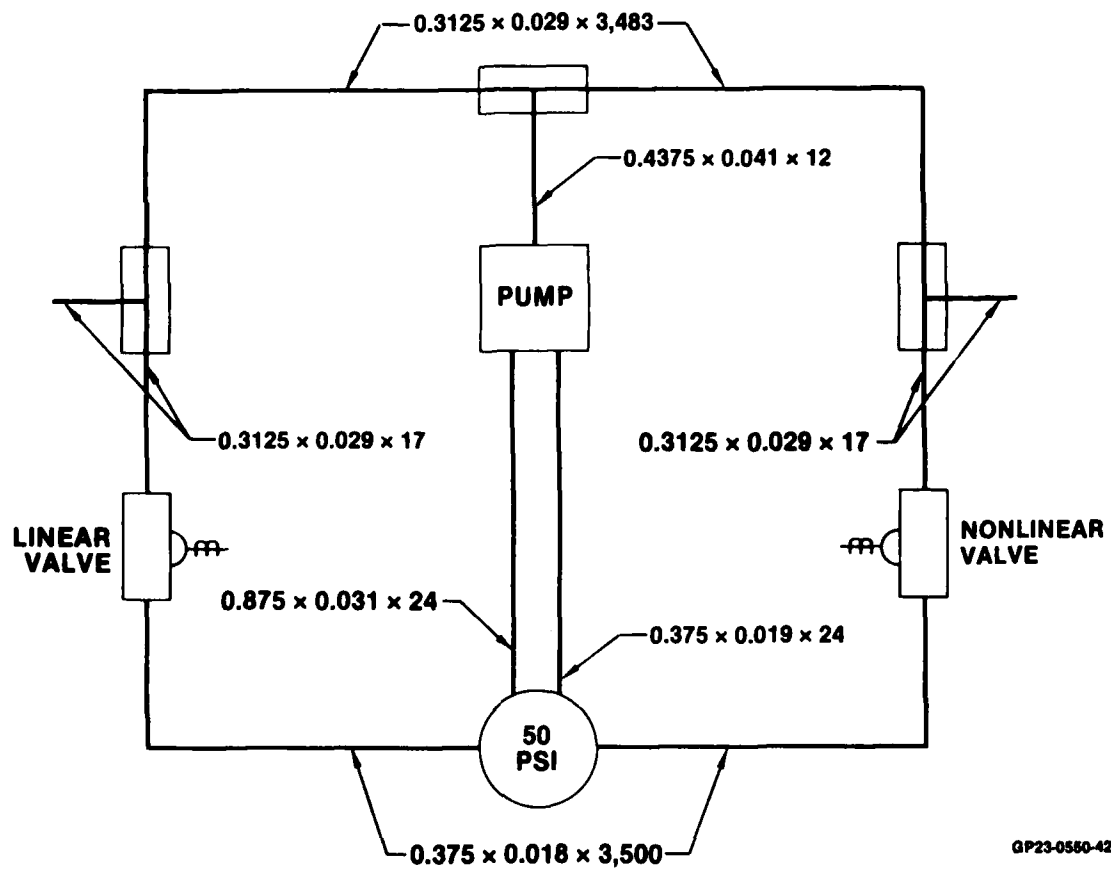 0.3125 × 0.029 × 3,483
0.4375 × 0.041 × 12
PUMP
0.3125 × 0.029 × 17
0.3125 × 0.029 × 17
LINEAR
VALVE
NONLINEAR
VALVE
0.875 × 0.031 × 24
0.375 × 0.019 × 24
50
PSI
0.375 × 0.018 × 3,500
GP23-0550-42